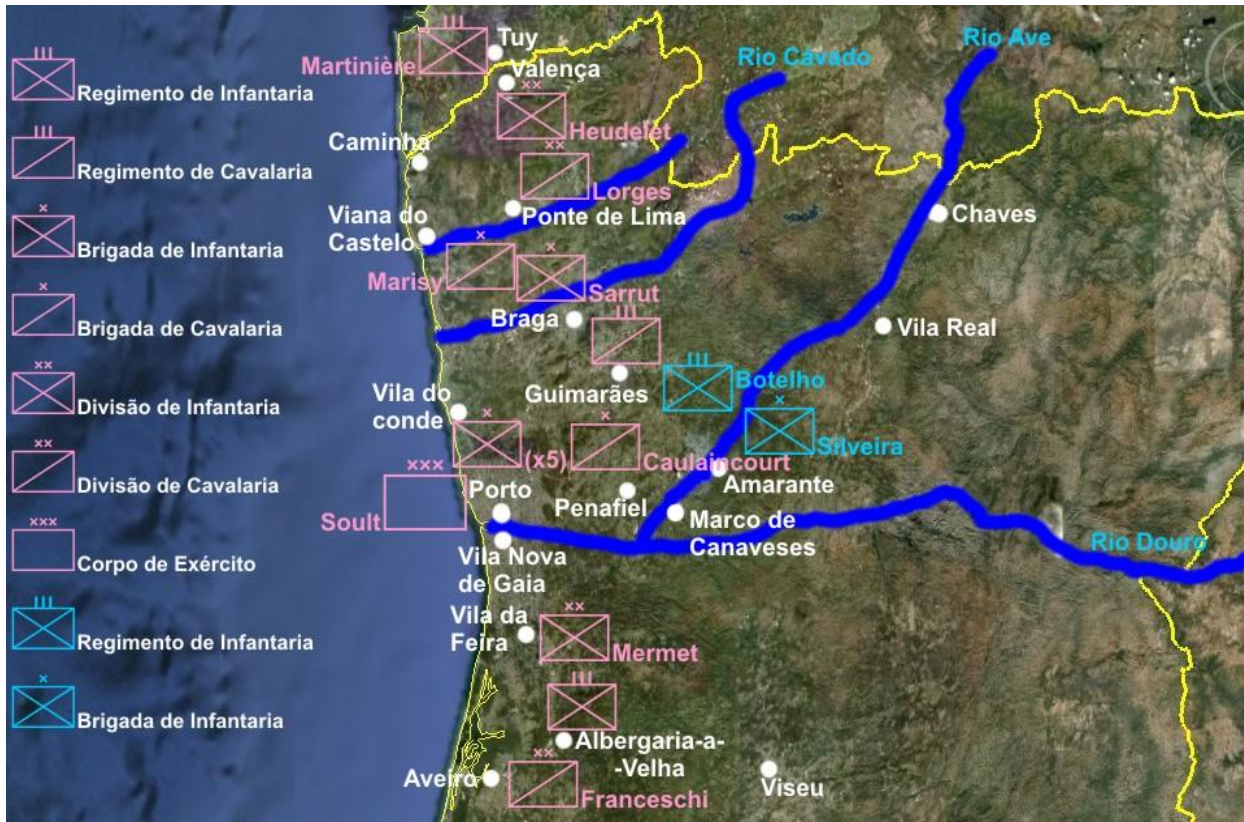 Regimento de Infantaria
Regimento de Cavalaria
Brigada de Infantaria
Brigada de Cavalaria
Divisão de Infantaria
Divisão de Cavalaria
Corpo de Exército
Regimento de Infantaria
Brigada de Infantaria
Tuy
Martinière
Valença
Rio Cávado
Rio Ave
Heudelet
Caminha
Lorges
Ponte de Lima
Chaves
Viana do
Castelo
Marisy
Sarrut
Braga
Vila Real
Guimarães
Botelho
Vila do
conde
Silveira
(x5)
Caulaincourt
Amarante
Porto
Penafiel
Soult
Marco de
Canaveses
Rio Douro
Vila Nova
de Gaia
Vila da
Feira
Mermet
Albergaria-a-
-Velha
Aveiro
Franceschi
Viseu